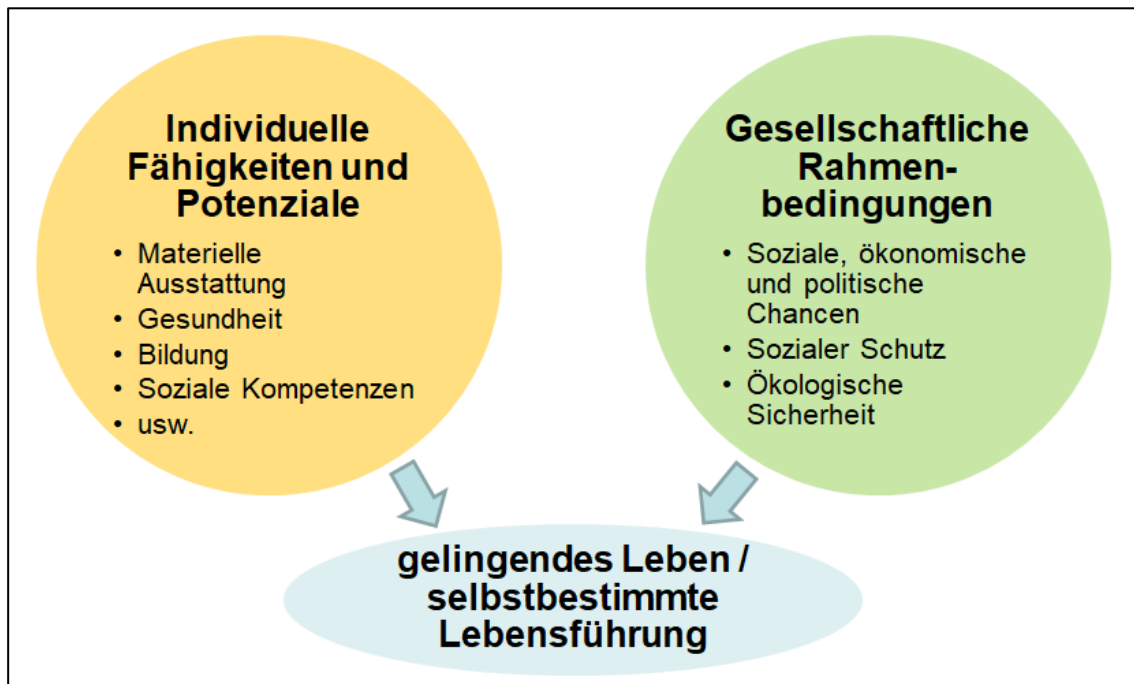 Individuelle
Fähigkeiten und
Potenziale
• Materielle
Ausstattung
• Gesundheit
• Bildung
• Soziale Kompetenzen
• usw.
Gesellschaftliche
Rahmen-
bedingungen
• Soziale, ökonomische
und politische
Chancen
• Sozialer Schutz
• Ökologische
Sicherheit
gelingendes Leben /
selbstbestimmte
Lebensführung